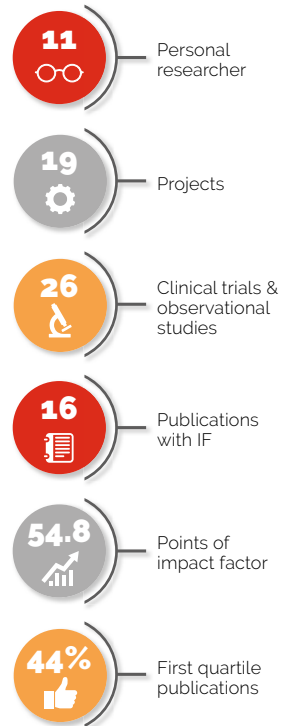 11
Personal
researcher
19
Projects
26
Clinical trials &
observational
studies
16
Publications
with IF
54.8
Points of
impact factor
44%
First quartile
publications